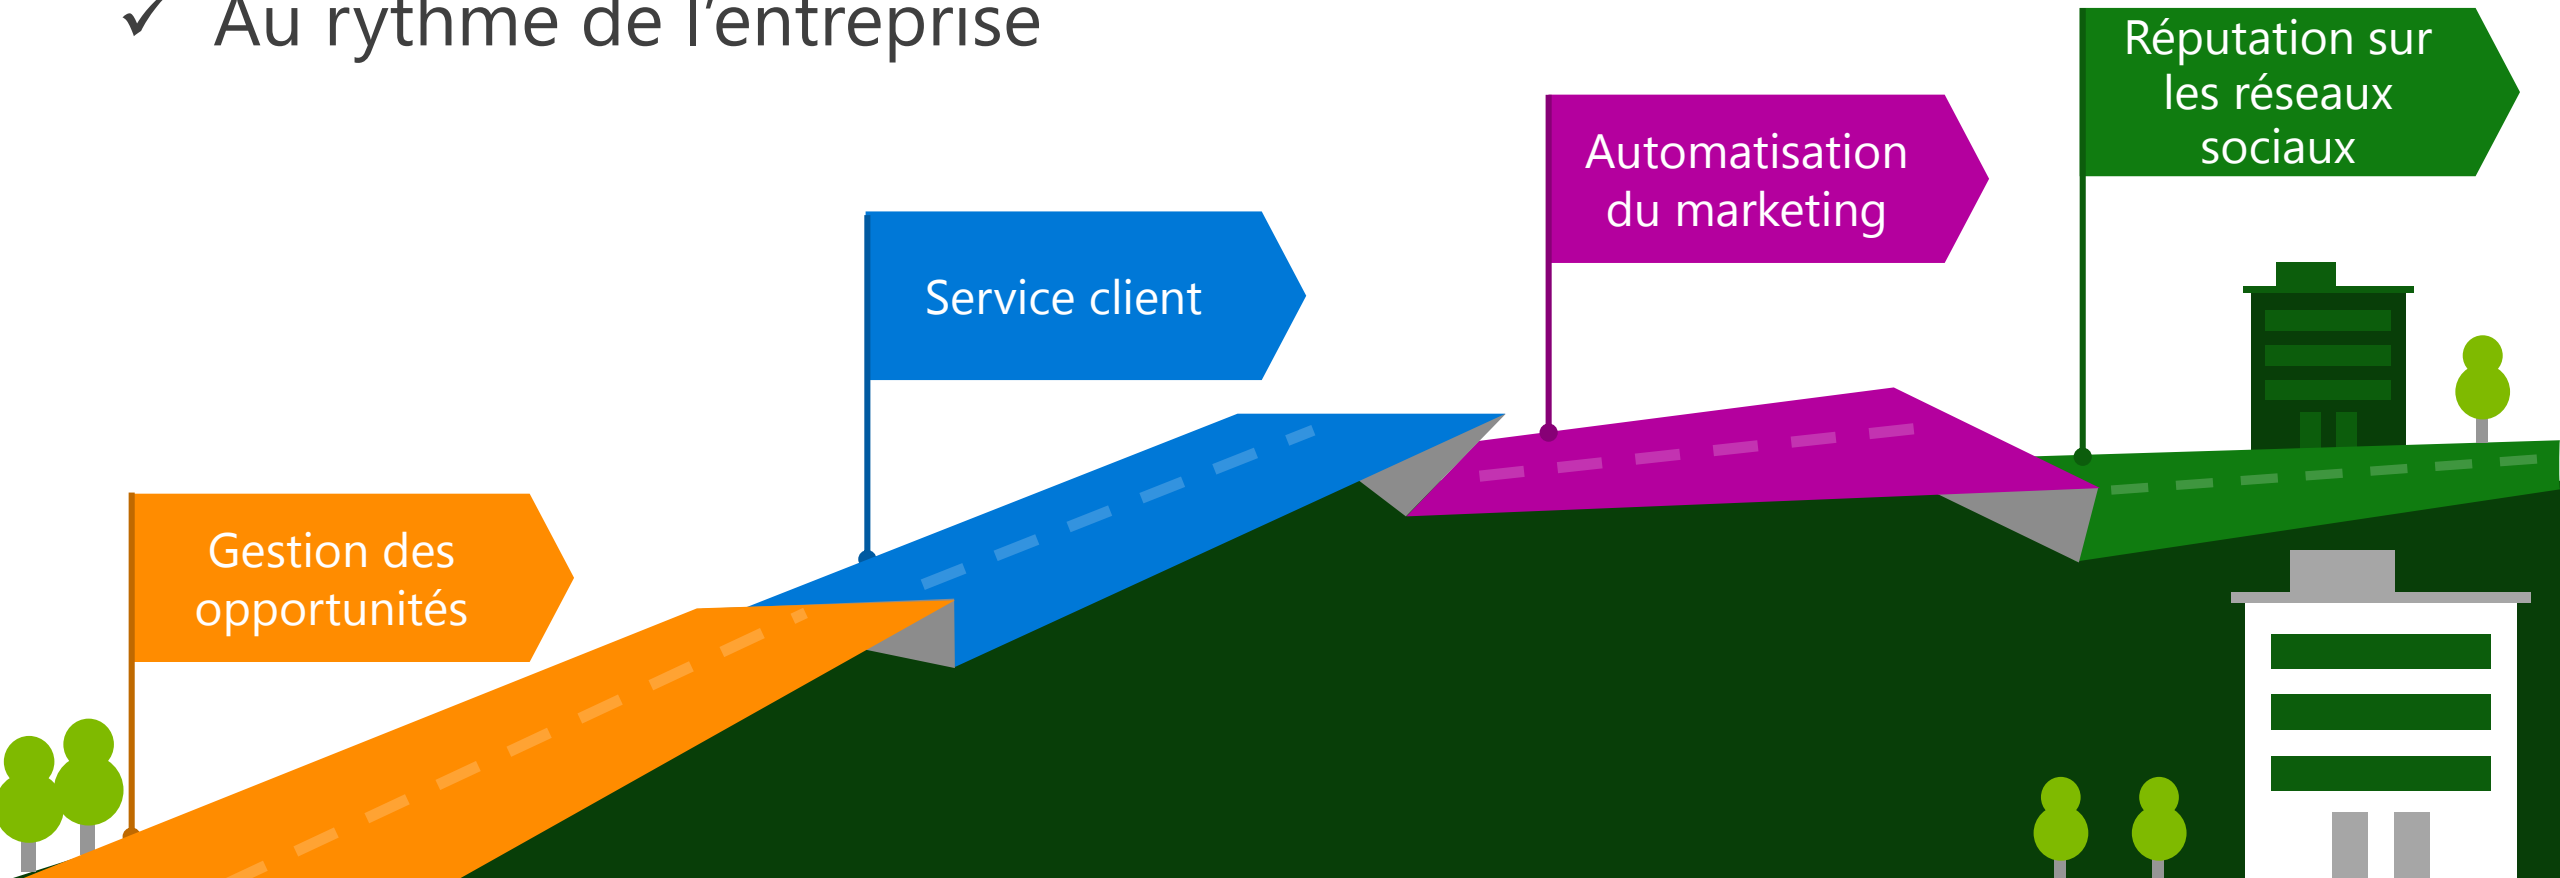 ✓ Au rythme de l’entreprise
Réputation sur
les réseaux
sociaux
Automatisation
du marketing
Service client
Gestion des
opportunités